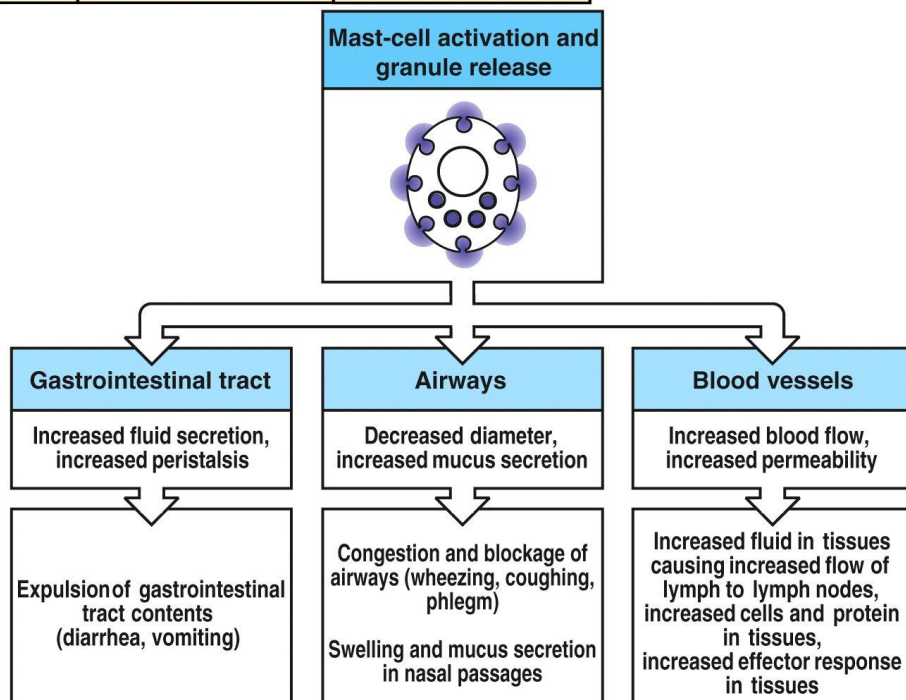 Mast-cell activation and
granule release
Gastrointestinal tract
Increased fluid secretion,
increased peristalsis
Expulsion of gastrointestinal
tract contents
(diarrhea, vomiting)
Airways
Decreased diameter,
increased mucus secretion
Congestion and blockage of
airways (wheezing, coughing,
phlegm)
Swelling and mucus secretion
in nasal passages
Blood vessels
Increased blood flow,
increased permeability
Increased fluid in tissues
causing increased flow of
lymph to lymph nodes,
increased cells and protein
in tissues,
increased effector response
in tissues